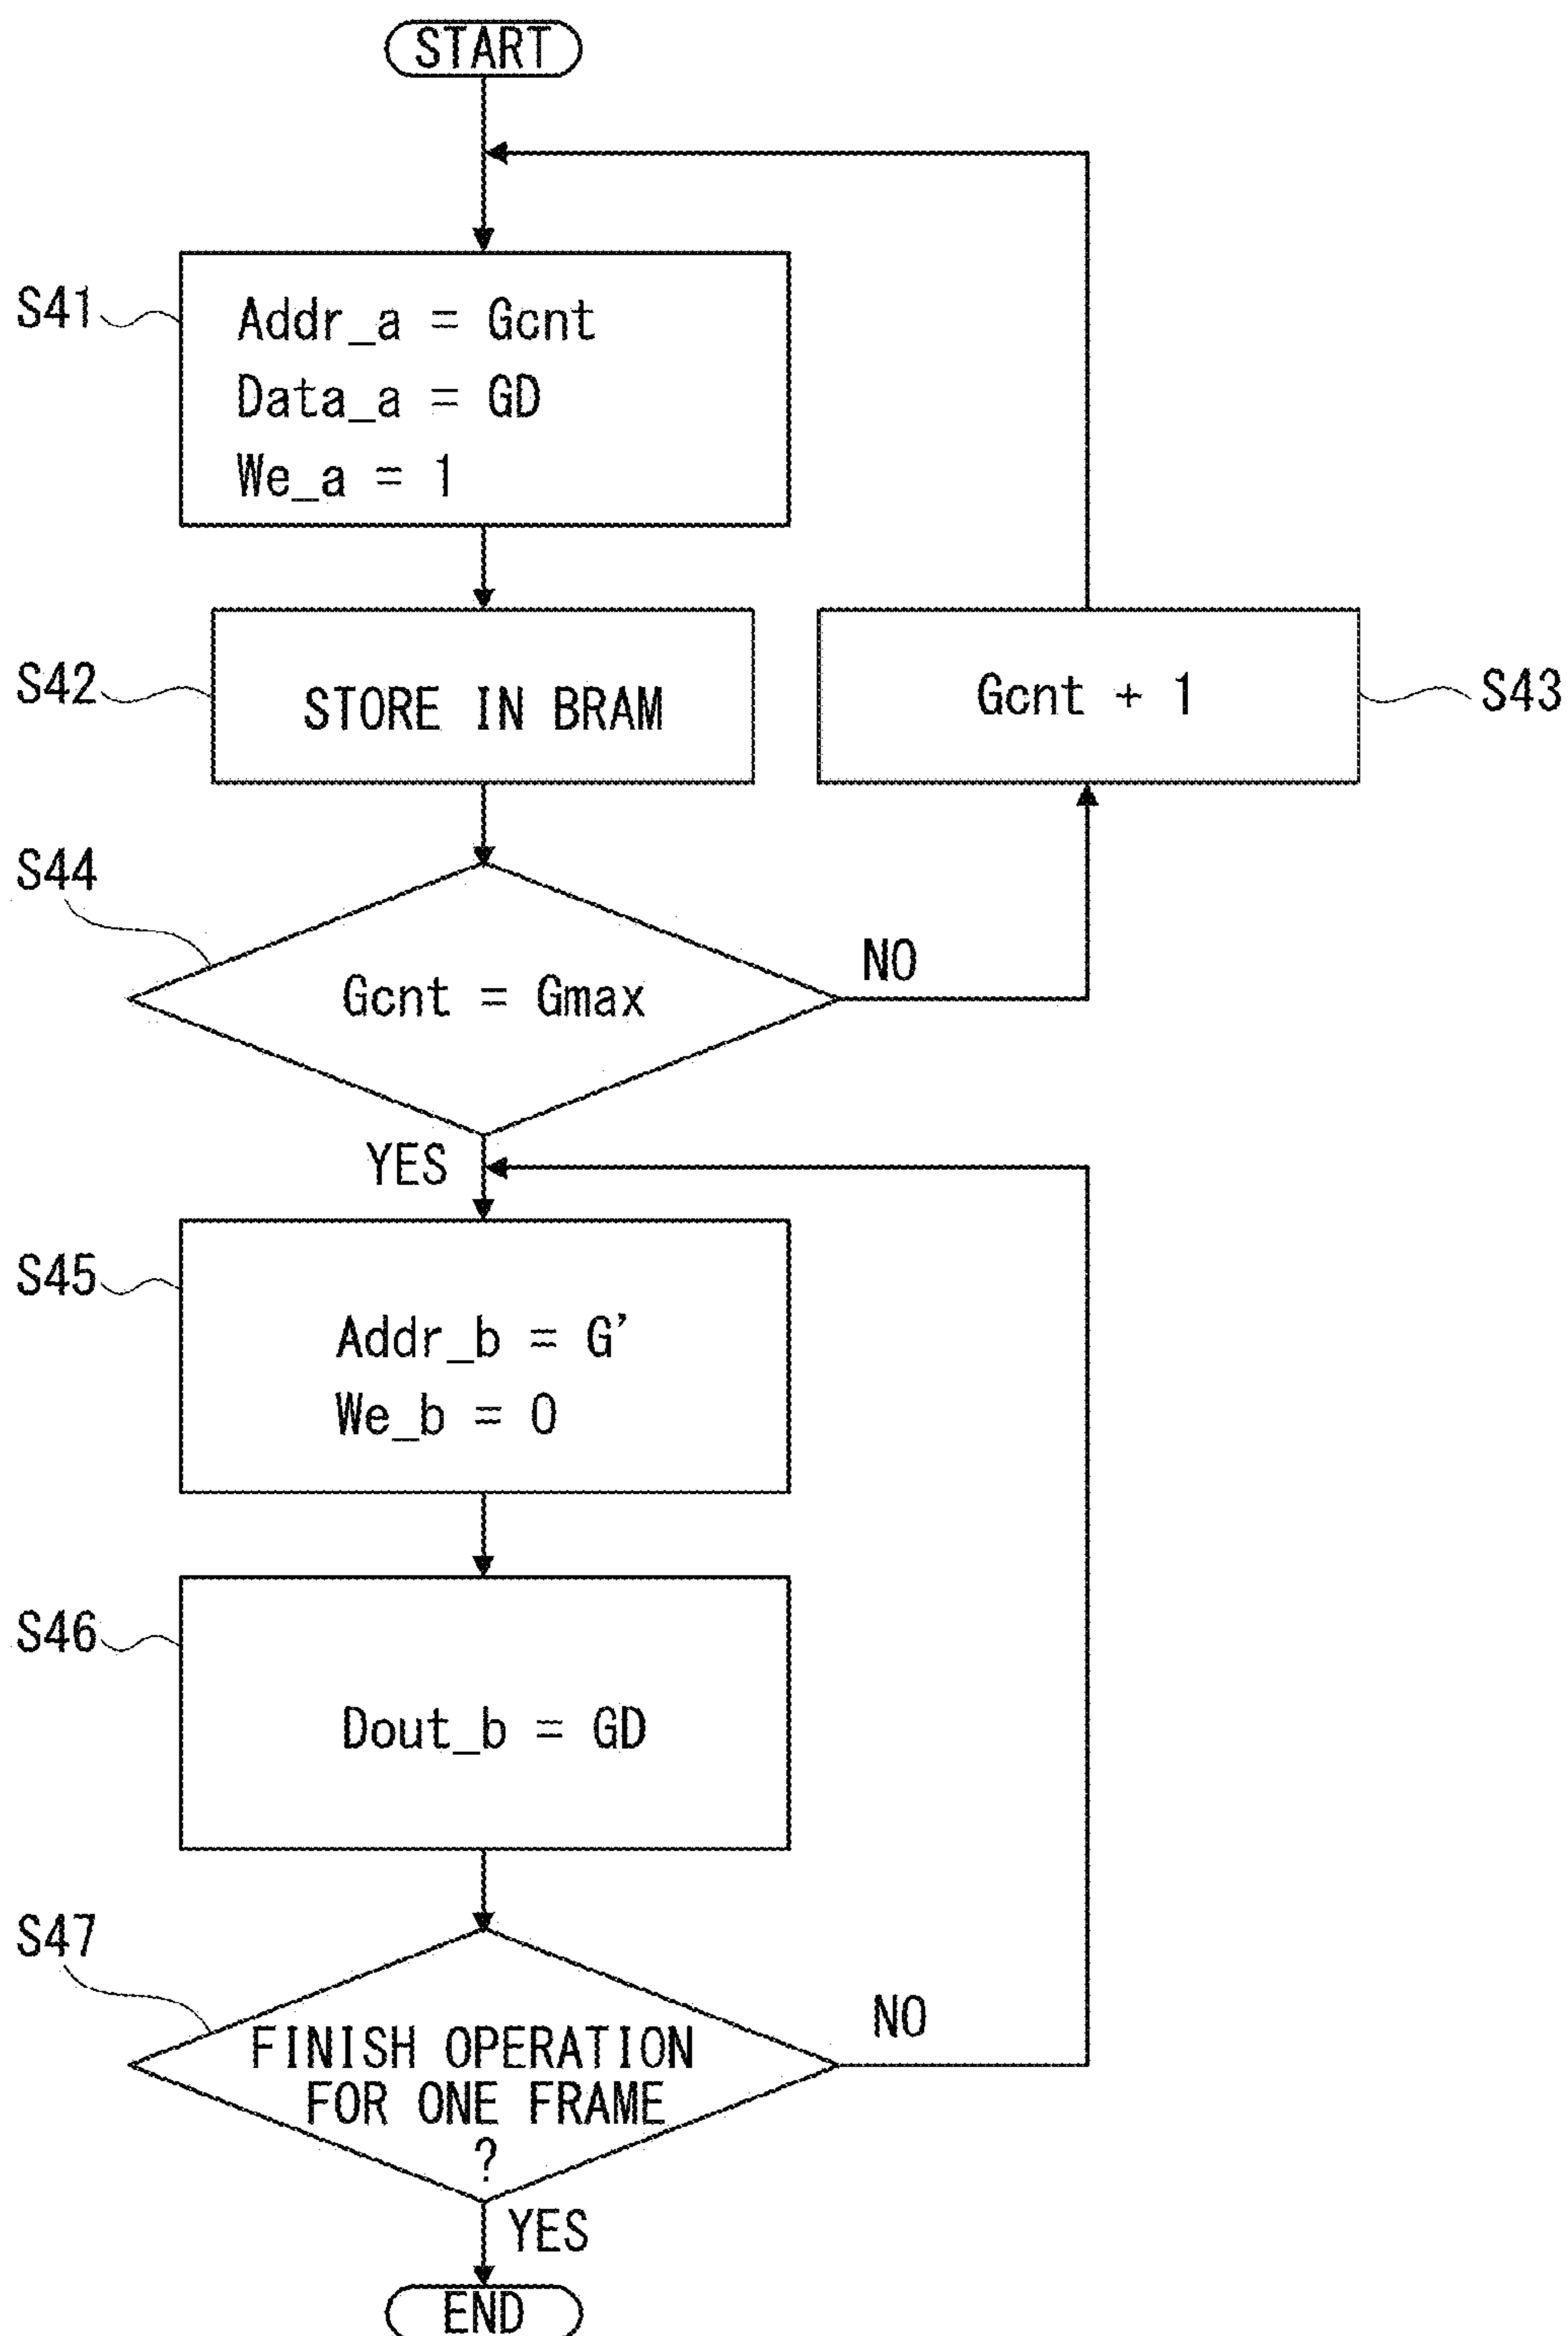 START
S41
Addr_a = Gcnt
Data_a = GD
We_a = 1
S42
STORE IN BRAM
Gcnt + 1
S43
S44
Gcnt = Gmax
NO
YES
S45
Addr_b = G'
We_b = 0
S46
Dout_b = GD
S47
FINISH OPERATION
FOR ONE FRAME
?
NO
YES
END